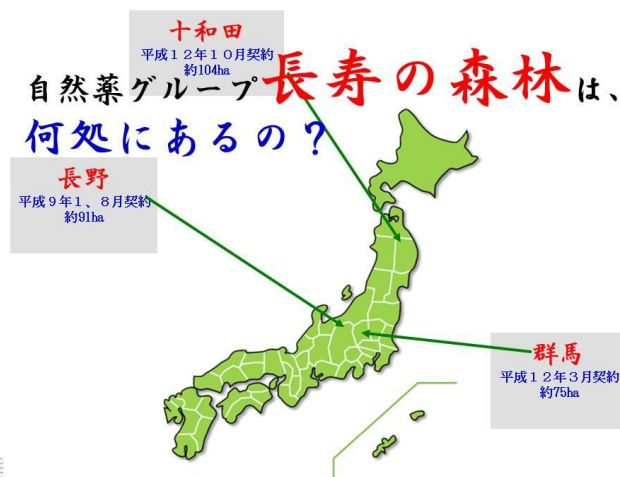 十和田
平成１２年１０月契約
約104ha
自然薬グループ長寿の森林は、
何処にあるの？
長野
平成９年１、８月契約
約91ha
群馬
平成１２年３月契約
約75ha